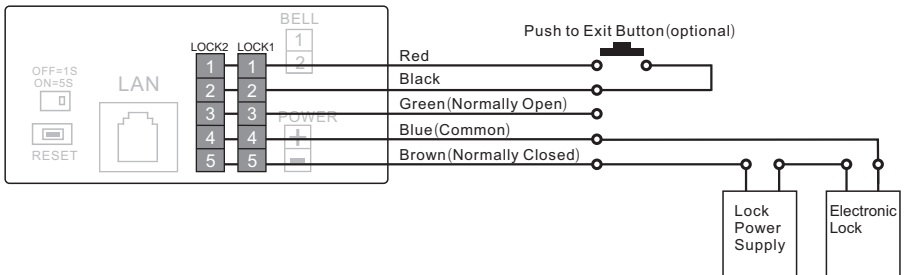 BELL
1
2
LOCK2 LOCK1
OFF=1S
ON=5S
LAN
RESET
POWER
+
−
1 1
2 2
3 3
4 4
5 5
Push to Exit Button(optional)
Red
Black
Green(Normally Open)
Blue(Common)
Brown(Normally Closed)
Lock
Power
Supply
Electronic
Lock